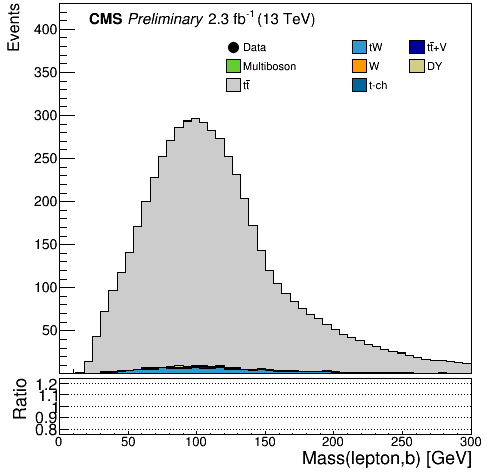 CMS Preliminary 2.3 fb-1 (13 TeV)
Events
Data
Multiboson
tt̄
tW
W
t-ch
tt̄+V
DY
400
350
300
250
200
150
100
50
Ratio
1.2
1.1
1
0.9
0.8
0 50 100 150 200 250 300
Mass(lepton,b) [GeV]